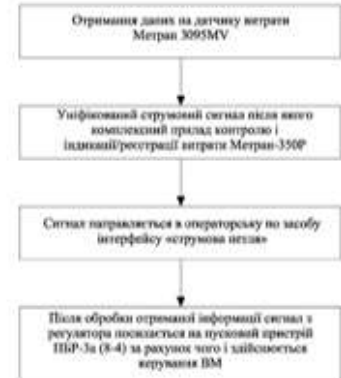 Отримання даних на датчику витрати
Метран 3095MV
Уніфікований струмовий сигнал після якого
комплексний прилад контролю і
індикації/реєстрації витрати Метран-350Р
Сигнал направляється в операторську по засобу
інтерфейсу «струмова петля»
Після обробки отриманої інформації сигнал з
регулятора посилається на пусковий пристрій
ПБР-3а (8-4) за рахунок чого і здійснюється
керування ВМ